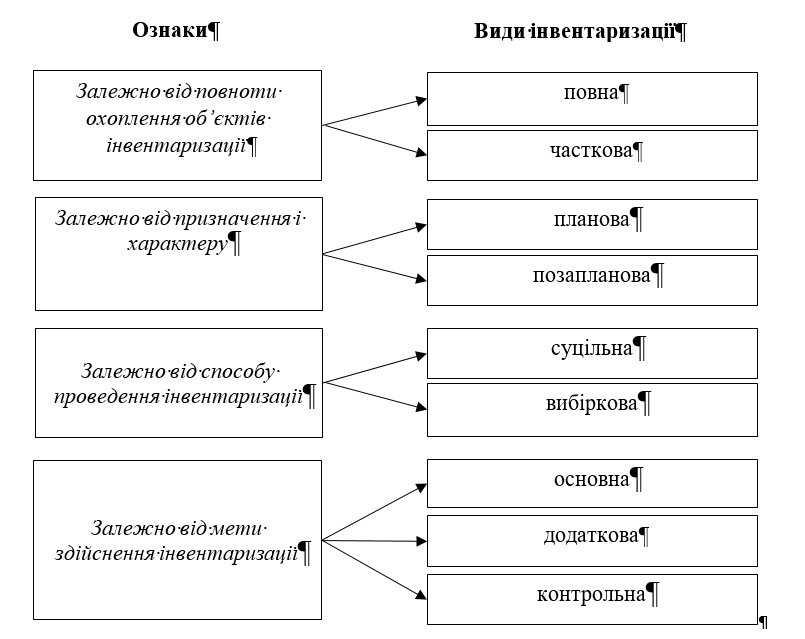 Ознаки¶
Види·інвентаризації¶
Залежно·від·повноти·
охоплення·об’єктів·
інвентаризації¶
повна¶
часткова¶
Залежно·від·призначення·і·
характеру¶
планова¶
позапланова¶
Залежно·від·способу·
проведення·інвентаризації¶
суцільна¶
вибіркова¶
Залежно·від·мети·
здійснення·інвентаризації¶
основна¶
додаткова¶
контрольна¶
¶